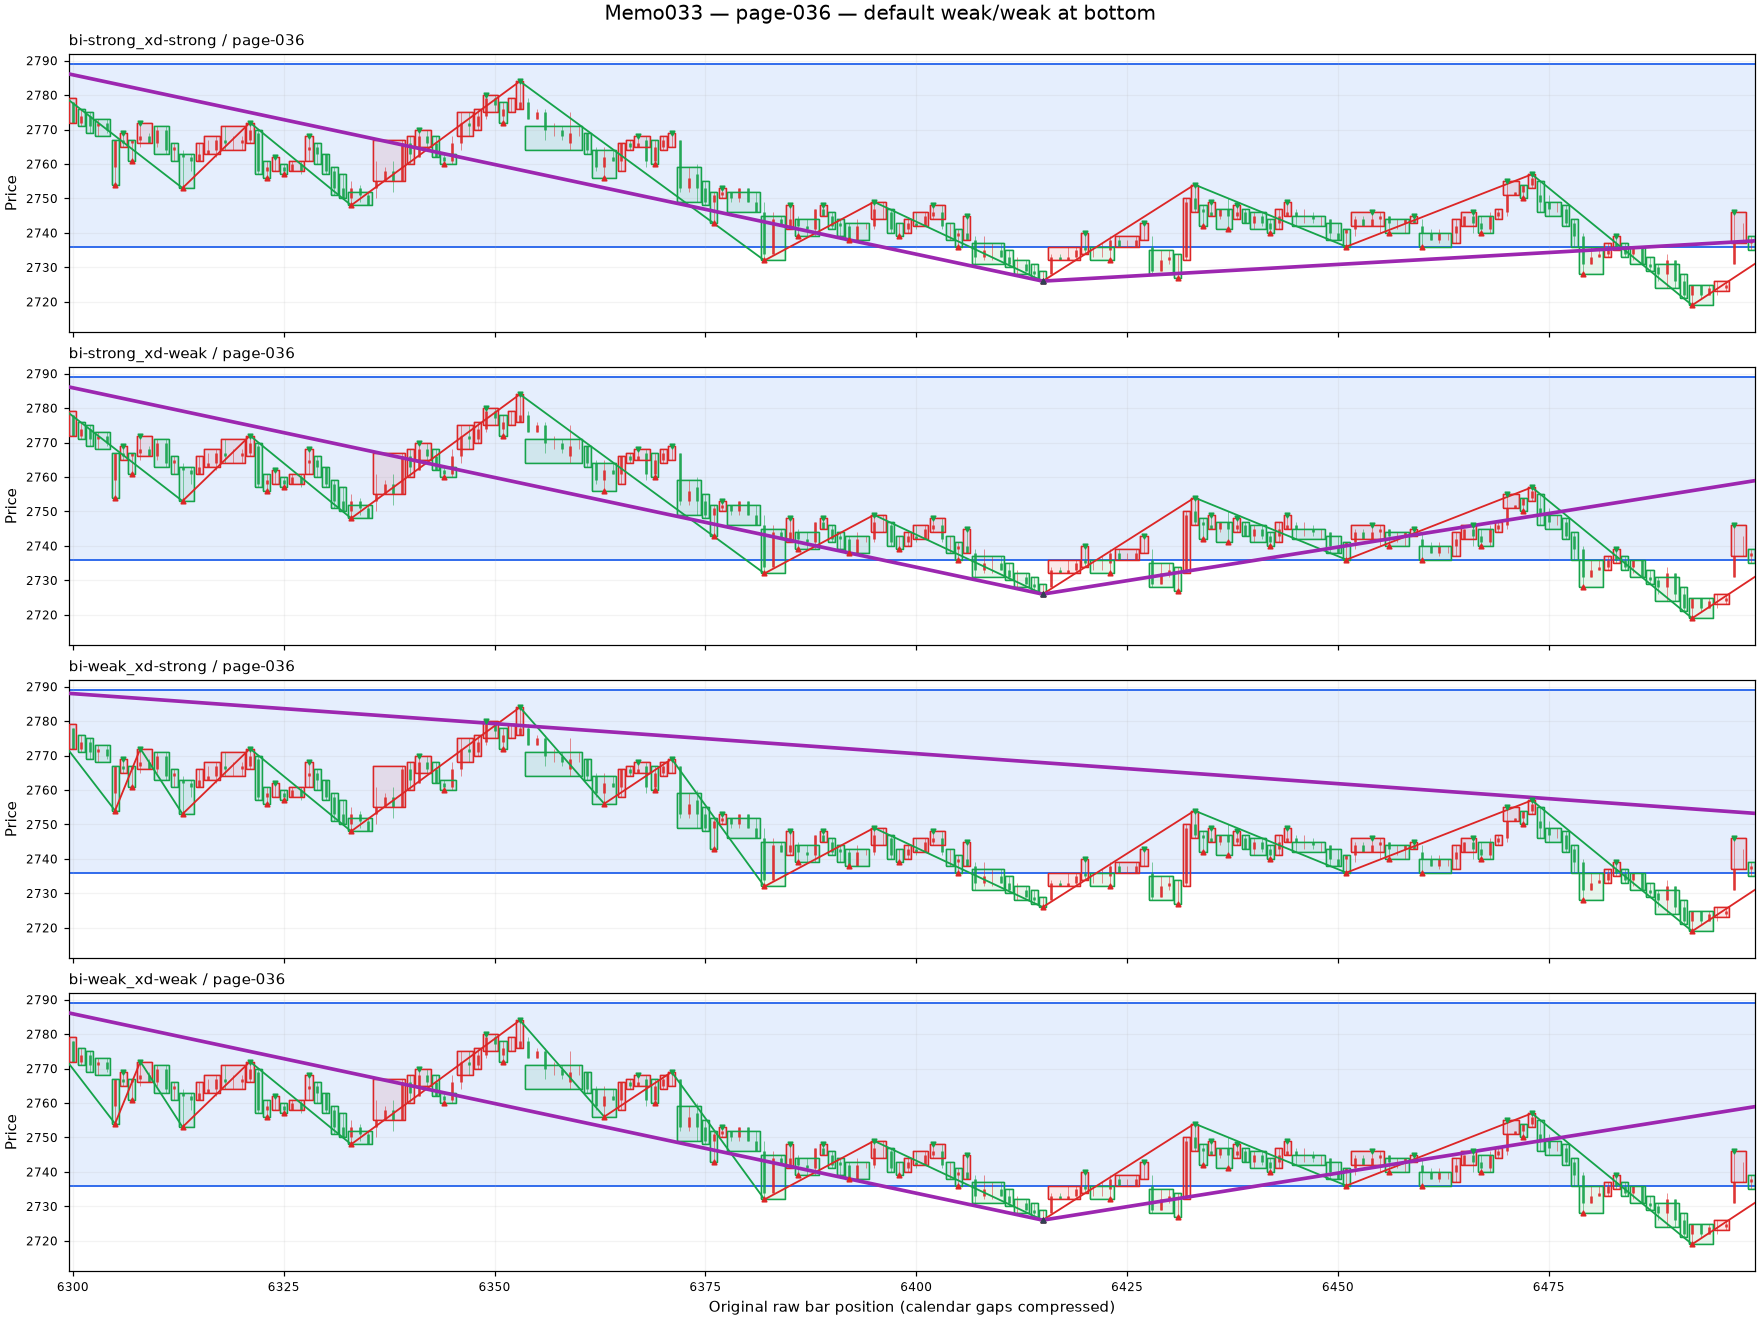 Memo033 — page-036 — default weak/weak at bottom
bi-strong_xd-strong / page-036
2790
2780
2770
2760
2750
2740
2730
2720
Price
bi-strong_xd-weak / page-036
2790
2780
2770
2760
2750
2740
2730
2720
Price
bi-weak_xd-strong / page-036
2790
2780
2770
2760
2750
2740
2730
2720
Price
bi-weak_xd-weak / page-036
2790
2780
2770
2760
2750
2740
2730
2720
Price
6300 6325 6350 6375 6400 6425 6450 6475
Original raw bar position (calendar gaps compressed)